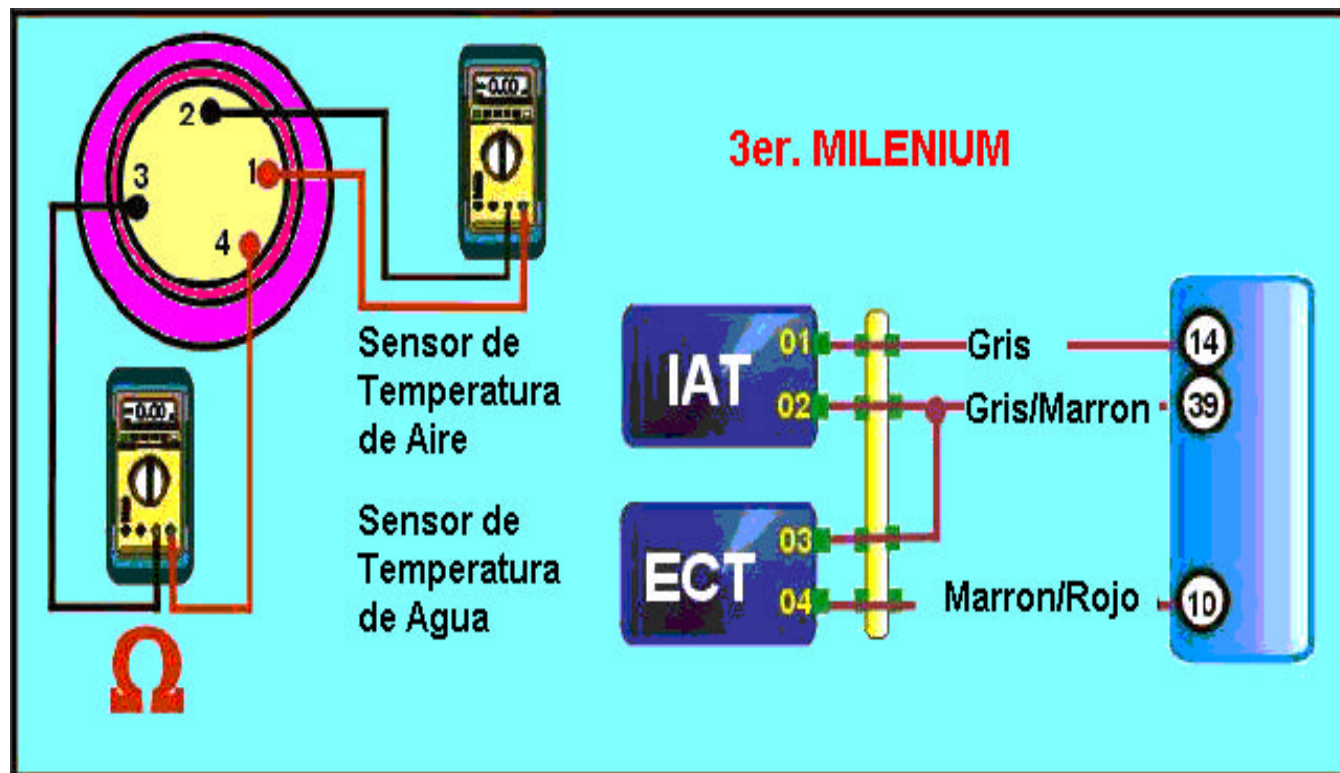 2
1
3
4
-0.00
3er. MILENIUM
Sensor de
Temperatura
de Aire
IAT
01
02
Gris
Gris/Marron
14
39
-0.00
Sensor de
Temperatura
de Agua
ECT
03
04
Marron/Rojo
10
Ω